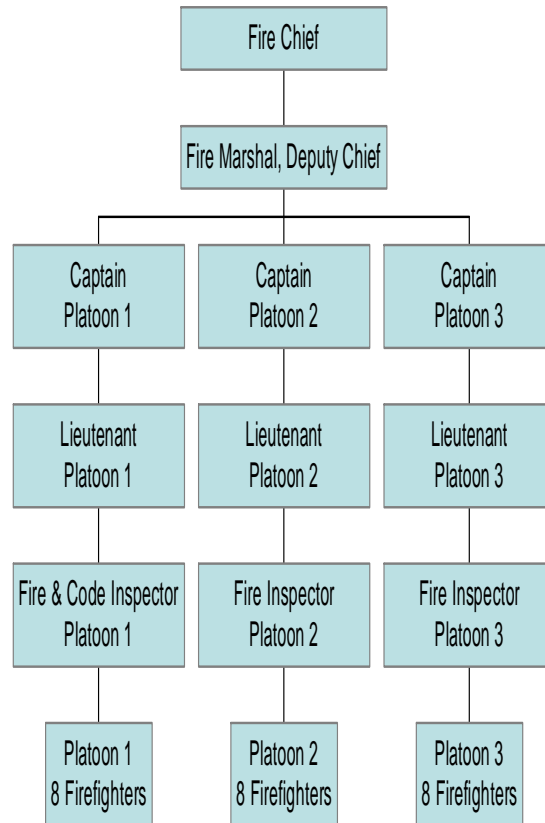 Fire Chief
Fire Marshal, Deputy Chief
Captain
Platoon 1
Captain
Platoon 2
Captain
Platoon 3
Lieutenant
Platoon 1
Lieutenant
Platoon 2
Lieutenant
Platoon 3
Fire & Code Inspector
Platoon 1
Fire Inspector
Platoon 2
Fire Inspector
Platoon 3
Platoon 1
8 Firefighters
Platoon 2
8 Firefighters
Platoon 3
8 Firefighters